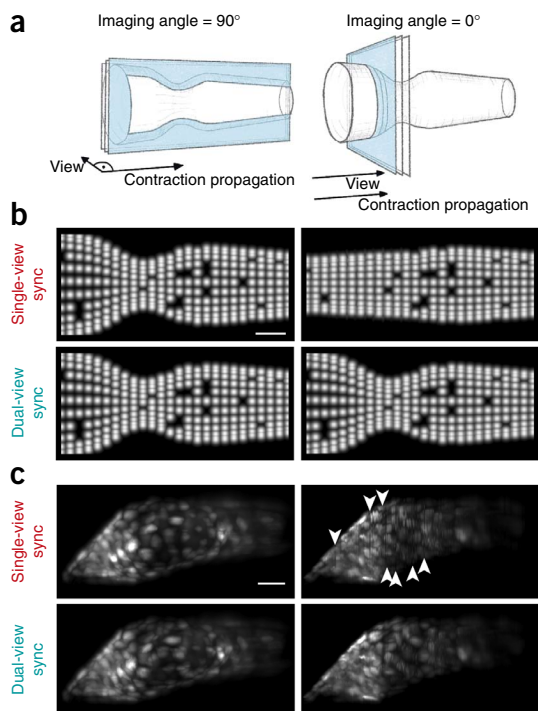 a
Imaging angle = 90°
Imaging angle = 0°
View
Contraction propagation
View
Contraction propagation
b
Single-view
sync
Dual-view
sync
c
Single-view
sync
Dual-view
sync